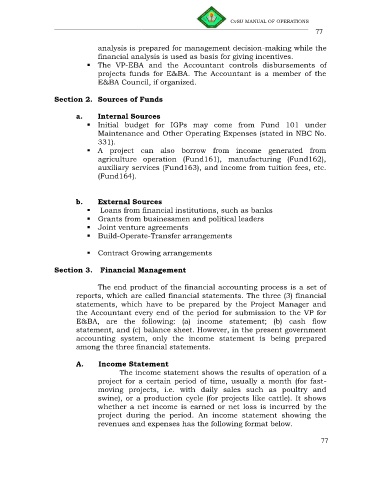 CvSU MANUAL OF OPERATIONS
77
analysis is prepared for management decision-making while the
financial analysis is used as basis for giving incentives.
▪ The VP-EBA and the Accountant controls disbursements of
projects funds for E&BA. The Accountant is a member of the
E&BA Council, if organized.
Section 2. Sources of Funds
a. Internal Sources
▪ Initial budget for IGPs may come from Fund 101 under
Maintenance and Other Operating Expenses (stated in NBC No.
331).
▪ A project can also borrow from income generated from
agriculture operation (Fund161), manufacturing (Fund162),
auxiliary services (Fund163), and income from tuition fees, etc.
(Fund164).
b. External Sources
▪ Loans from financial institutions, such as banks
▪ Grants from businessmen and political leaders
▪ Joint venture agreements
▪ Build-Operate-Transfer arrangements
▪ Contract Growing arrangements
Section 3. Financial Management
The end product of the financial accounting process is a set of
reports, which are called financial statements. The three (3) financial
statements, which have to be prepared by the Project Manager and
the Accountant every end of the period for submission to the VP for
E&BA, are the following: (a) income statement; (b) cash flow
statement, and (c) balance sheet. However, in the present government
accounting system, only the income statement is being prepared
among the three financial statements.
A. Income Statement
The income statement shows the results of operation of a
project for a certain period of time, usually a month (for fast-
moving projects, i.e. with daily sales such as poultry and
swine), or a production cycle (for projects like cattle). It shows
whether a net income is earned or net loss is incurred by the
project during the period. An income statement showing the
revenues and expenses has the following format below.
77